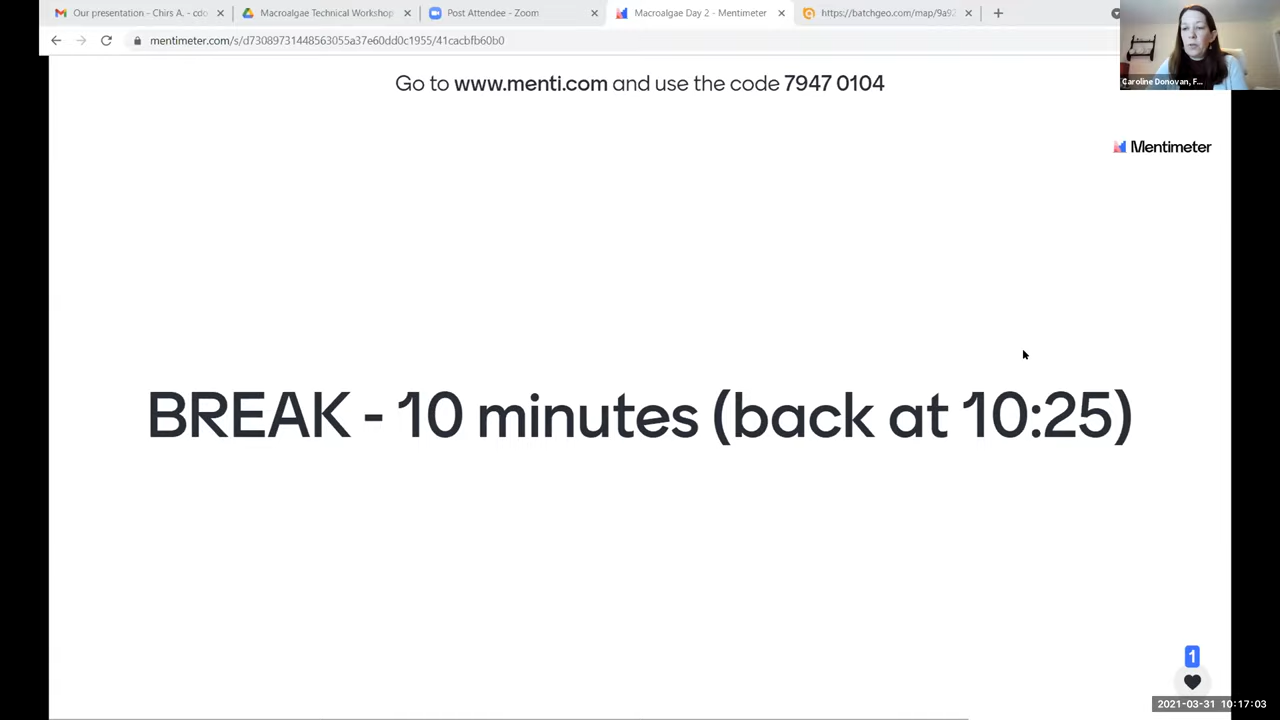 Our presentation - Chirs A. - cdo
Macroalgae Technical Workshop
Post Attendee - Zoom
Macroalgae Day 2 - Mentimeter
https://batchgeo.com/map/9a92
mentimeter.com/s/d73089731448563055a37e60dd0c1955/41cacbfb60b0
Caroline Donovan, F...
Go to www.menti.com and use the code 7947 0104
Mentimeter
BREAK - 10 minutes (back at 10:25)
1
2021-03-31 10:17:03